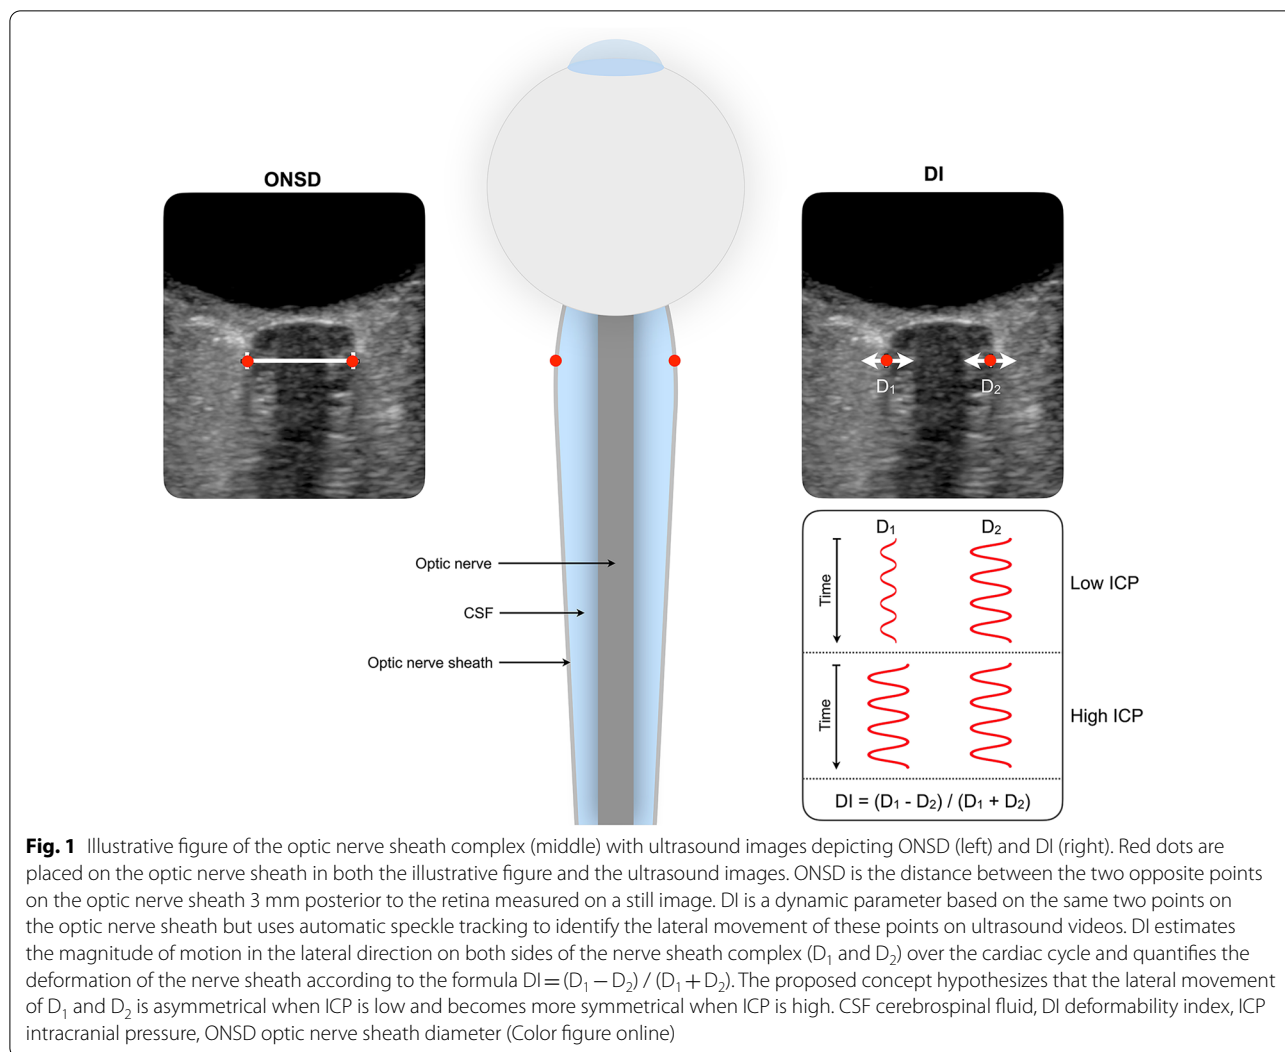 ONSD
DI
D₁ D₂
Optic nerve
CSF
Optic nerve sheath
D₁ D₂
Time
Low ICP
Time
High ICP
DI = (D₁ - D₂) / (D₁ + D₂)
Fig. 1 Illustrative figure of the optic nerve sheath complex (middle) with ultrasound images depicting ONSD (left) and DI (right). Red dots are
placed on the optic nerve sheath in both the illustrative figure and the ultrasound images. ONSD is the distance between the two opposite points
on the optic nerve sheath 3 mm posterior to the retina measured on a still image. DI is a dynamic parameter based on the same two points on
the optic nerve sheath but uses automatic speckle tracking to identify the lateral movement of these points on ultrasound videos. DI estimates
the magnitude of motion in the lateral direction on both sides of the nerve sheath complex (D₁ and D₂) over the cardiac cycle and quantifies the
deformation of the nerve sheath according to the formula DI = (D₁ − D₂) / (D₁ + D₂). The proposed concept hypothesizes that the lateral movement
of D₁ and D₂ is asymmetrical when ICP is low and becomes more symmetrical when ICP is high. CSF cerebrospinal fluid, DI deformability index, ICP
intracranial pressure, ONSD optic nerve sheath diameter (Color figure online)